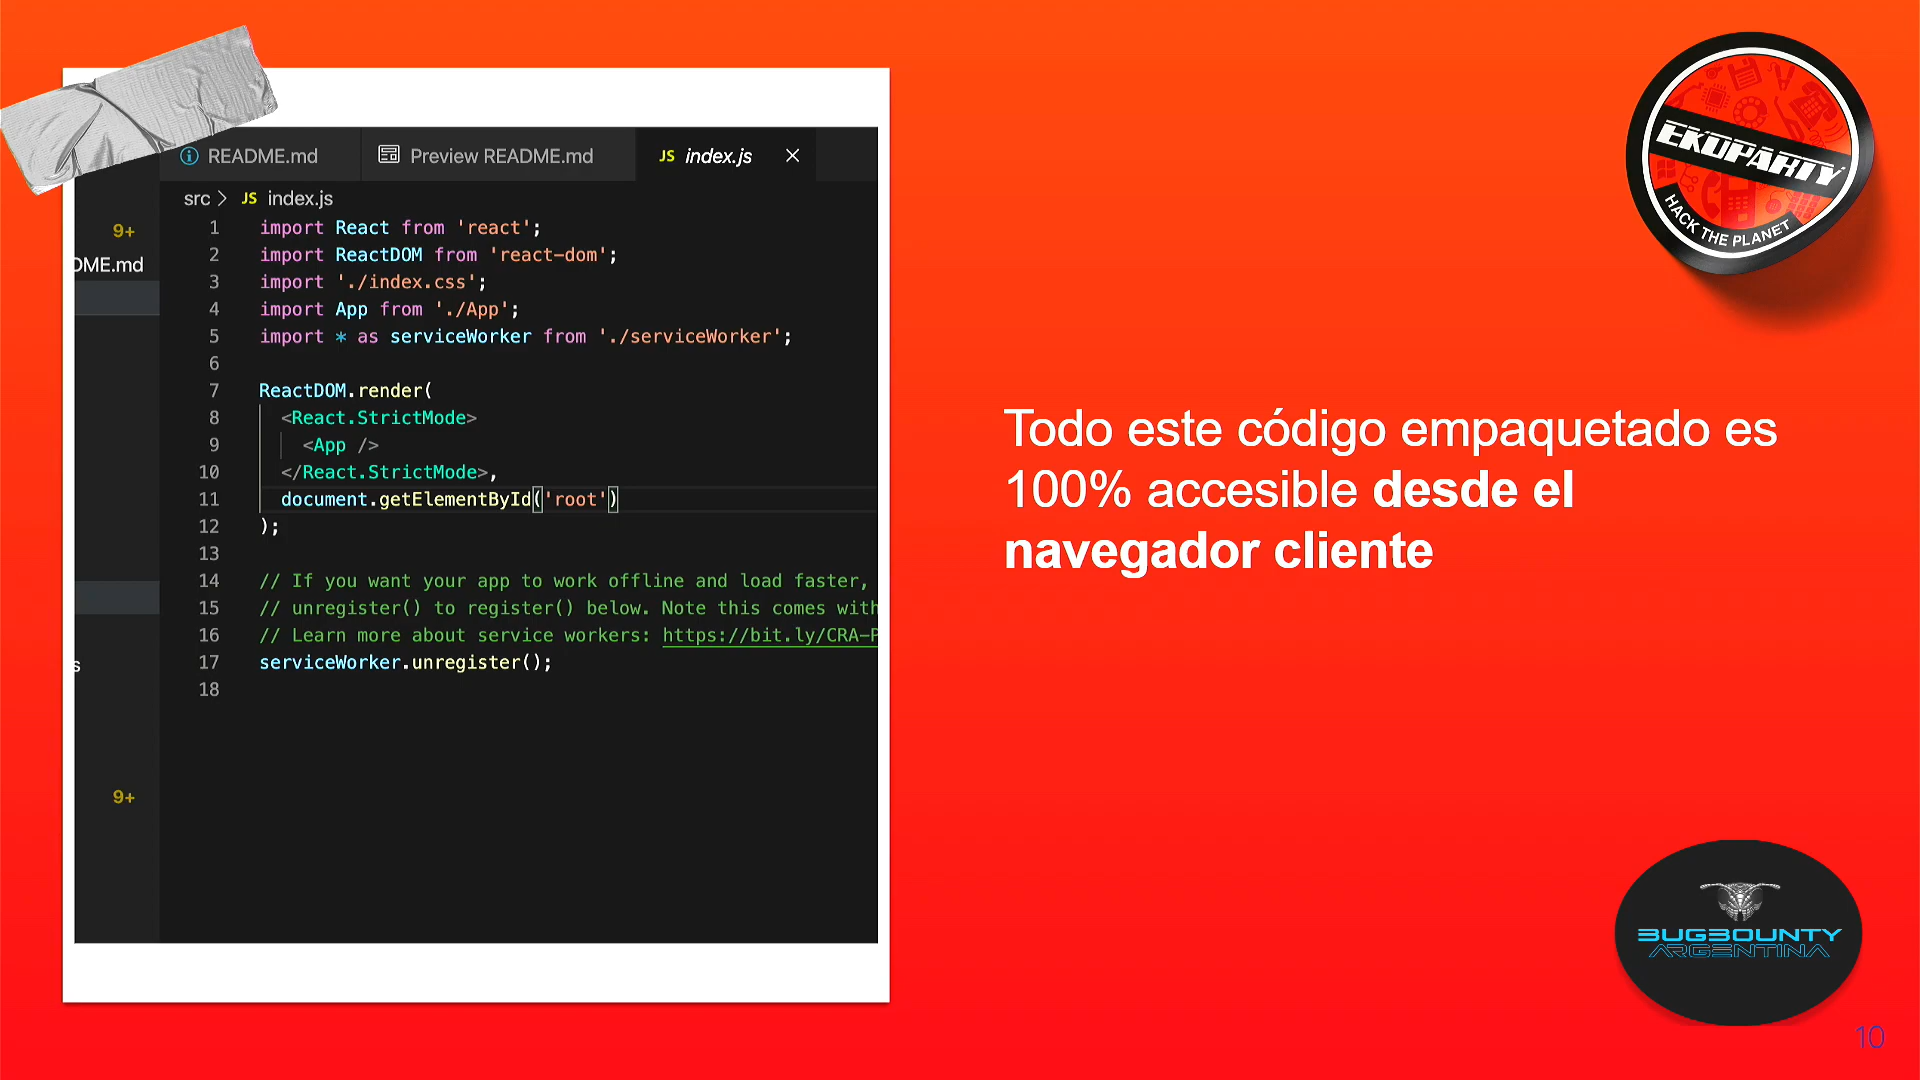 README.md
Preview README.md
JS index.js
src > JS index.js
9+
DME.md
s
9+
1 import React from 'react';
2 import ReactDOM from 'react-dom';
3 import './index.css';
4 import App from './App';
5 import * as serviceWorker from './serviceWorker';
6
7 ReactDOM.render(
8 <React.StrictMode>
9 <App />
10 </React.StrictMode>,
11 document.getElementById('root')
12 );
13
14 // If you want your app to work offline and load faster,
15 // unregister() to register() below. Note this comes with
16 // Learn more about service workers: https://bit.ly/CRA-P
17 serviceWorker.unregister();
18
Todo este código empaquetado es
100% accesible desde el
navegador cliente
EKOPARTY
HACK THE PLANET
BUGBOUNTY
ARGENTINA
10